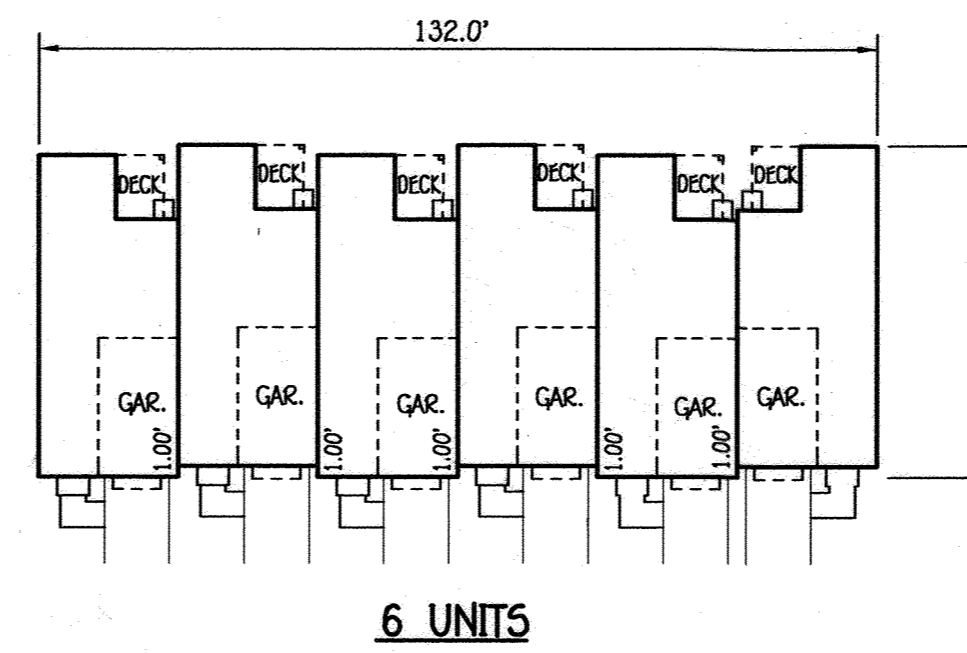 132.0'
DECK DECK DECK DECK DECK DECK
GAR. GAR. GAR. GAR. GAR. GAR.
1.00' 1.00' 1.00' 1.00' 1.00'
6 UNITS